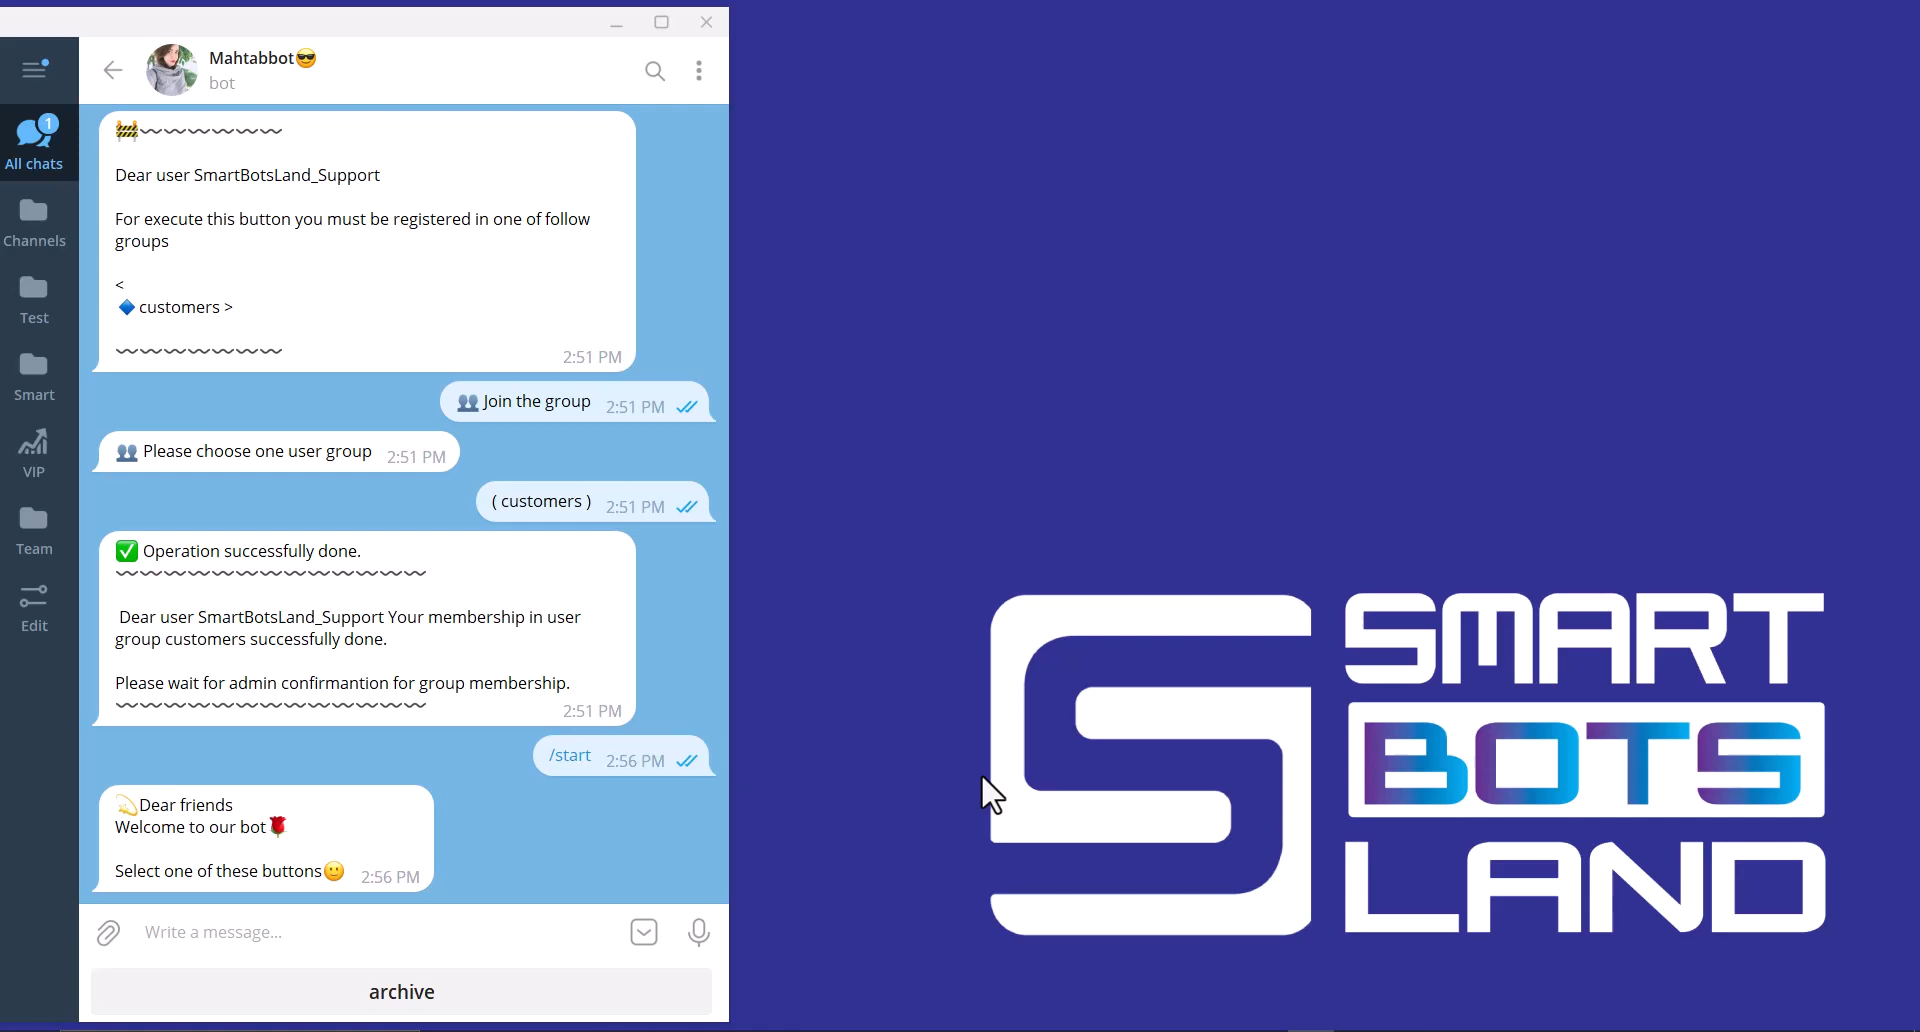 Mahtabbot😎
bot
1
All chats
Channels
Test
Smart
VIP
Team
Edit
Dear user SmartBotsLand_Support
For execute this button you must be registered in one of follow
groups
<
🔷 customers >
2:51 PM
👥 Join the group 2:51 PM
👥 Please choose one user group 2:51 PM
( customers ) 2:51 PM
✅ Operation successfully done.
Dear user SmartBotsLand_Support Your membership in user
group customers successfully done.
Please wait for admin confirmantion for group membership.
2:51 PM
/start 2:56 PM
💫Dear friends
Welcome to our bot🌹
Select one of these buttons🙂 2:56 PM
Write a message...
archive
SMART
BOTS
LAND